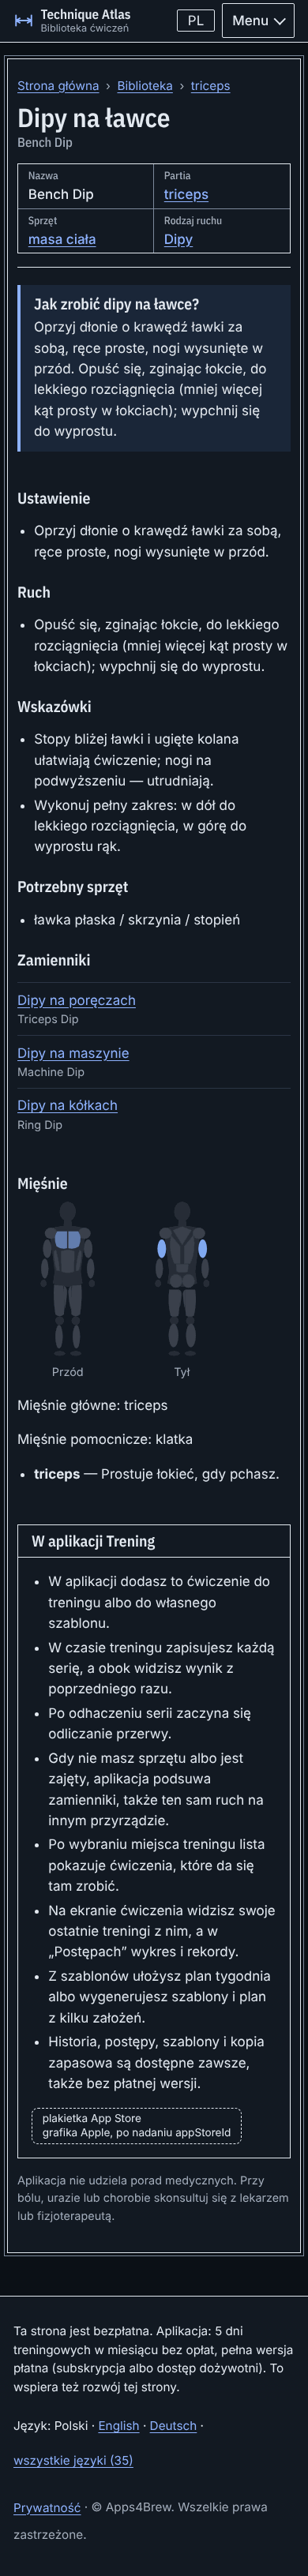 Technique Atlas
Biblioteka ćwiczeń
PL
Menu
Strona główna › Biblioteka › triceps
Dipy na ławce
Bench Dip
Nazwa
Bench Dip
Partia
triceps
Sprzęt
masa ciała
Rodzaj ruchu
Dipy
Jak zrobić dipy na ławce?
Oprzyj dłonie o krawędź ławki za
sobą, ręce proste, nogi wysunięte w
przód. Opuść się, zginając łokcie, do
lekkiego rozciągnięcia (mniej więcej
kąt prosty w łokciach); wypchnij się
do wyprostu.
Ustawienie
• Oprzyj dłonie o krawędź ławki za sobą,
ręce proste, nogi wysunięte w przód.
Ruch
• Opuść się, zginając łokcie, do lekkiego
rozciągnięcia (mniej więcej kąt prosty w
łokciach); wypchnij się do wyprostu.
Wskazówki
• Stopy bliżej ławki i ugięte kolana
ułatwiają ćwiczenie; nogi na
podwyższeniu — utrudniają.
• Wykonuj pełny zakres: w dół do
lekkiego rozciągnięcia, w górę do
wyprostu rąk.
Potrzebny sprzęt
• ławka płaska / skrzynia / stopień
Zamienniki
Dipy na poręczach
Triceps Dip
Dipy na maszynie
Machine Dip
Dipy na kółkach
Ring Dip
Mięśnie
Przód
Tył
Mięśnie główne: triceps
Mięśnie pomocnicze: klatka
• triceps — Prostuje łokieć, gdy pchasz.
W aplikacji Trening
• W aplikacji dodasz to ćwiczenie do
treningu albo do własnego
szablonu.
• W czasie treningu zapisujesz każdą
serię, a obok widzisz wynik z
poprzedniego razu.
• Po odhaczeniu serii zaczyna się
odliczanie przerwy.
• Gdy nie masz sprzętu albo jest
zajęty, aplikacja podsuwa
zamienniki, także ten sam ruch na
innym przyrządzie.
• Po wybraniu miejsca treningu lista
pokazuje ćwiczenia, które da się
tam zrobić.
• Na ekranie ćwiczenia widzisz swoje
ostatnie treningi z nim, a w
„Postępach” wykres i rekordy.
• Z szablonów ułożysz plan tygodnia
albo wygenerujesz szablony i plan
z kilku założeń.
• Historia, postępy, szablony i kopia
zapasowa są dostępne zawsze,
także bez płatnej wersji.
plakietka App Store
grafika Apple, po nadaniu appStoreId
Aplikacja nie udziela porad medycznych. Przy
bólu, urazie lub chorobie skonsultuj się z lekarzem
lub fizjoterapeutą.
Ta strona jest bezpłatna. Aplikacja: 5 dni
treningowych w miesiącu bez opłat, pełna wersja
płatna (subskrypcja albo dostęp dożywotni). To
wspiera też rozwój tej strony.
Język: Polski · English · Deutsch ·
wszystkie języki (35)
Prywatność · © Apps4Brew. Wszelkie prawa
zastrzeżone.